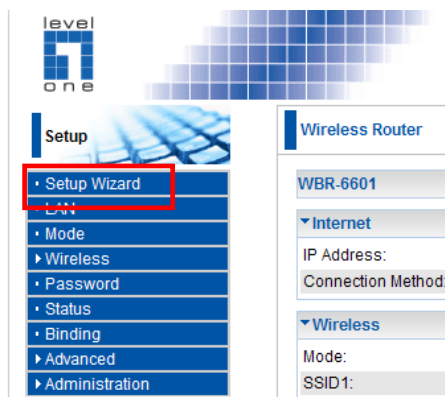 level
one
Setup
Setup Wizard
LAN
Mode
Wireless
Password
Status
Binding
Advanced
Administration
Wireless Router
WBR-6601
Internet
IP Address:
Connection Method:
Wireless
Mode:
SSID1: